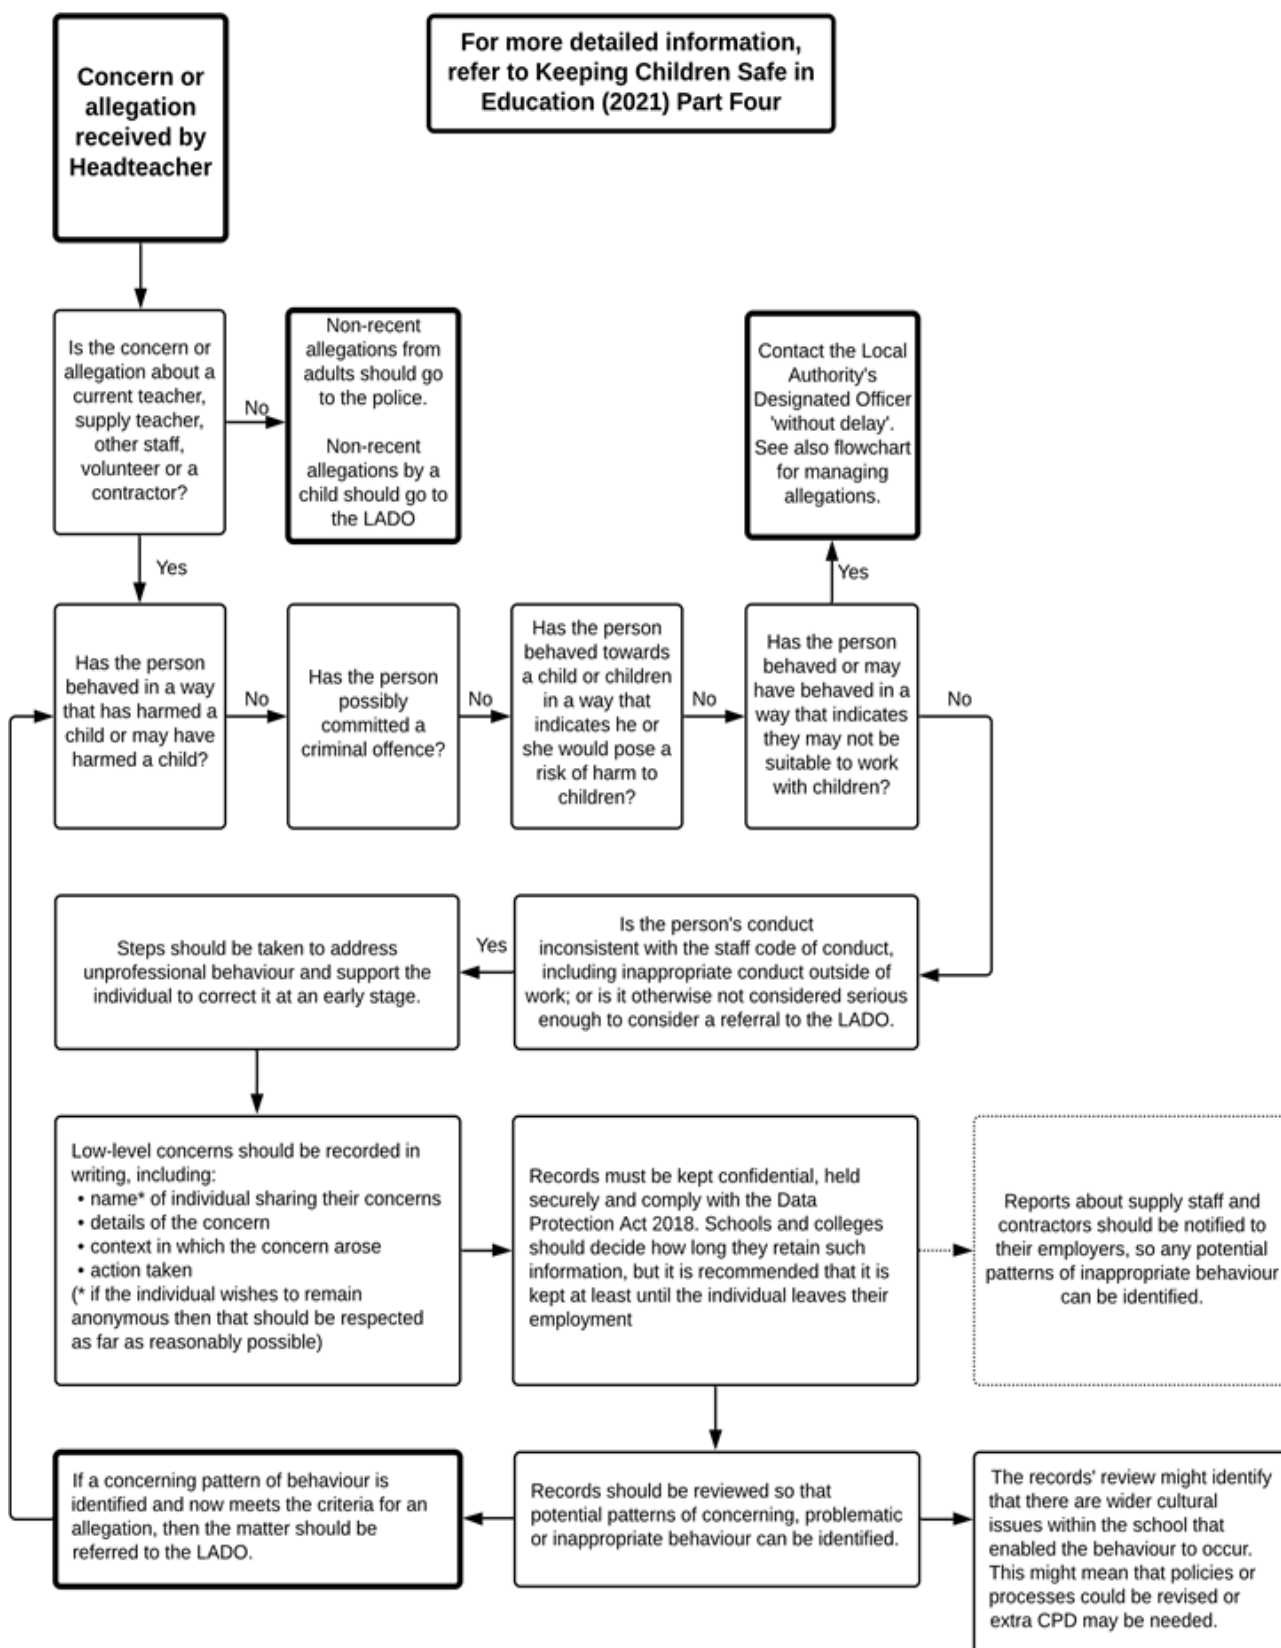 Concern or
allegation
received by
Headteacher
For more detailed information,
refer to Keeping Children Safe in
Education (2021) Part Four
Is the concern or
allegation about a
current teacher,
supply teacher,
other staff,
volunteer or a
contractor?
No
Non-recent
allegations from
adults should go
to the police.
Non-recent
allegations by a
child should go to
the LADO
Contact the Local
Authority's
Designated Officer
'without delay'.
See also flowchart
for managing
allegations.
Yes
Yes
Has the person
behaved in a way
that has harmed a
child or may have
harmed a child?
No
Has the person
possibly
committed a
criminal offence?
No
Has the person
behaved towards
a child or children
in a way that
indicates he or
she would pose a
risk of harm to
children?
No
Has the person
behaved or may
have behaved in a
way that indicates
they may not be
suitable to work
with children?
No
Steps should be taken to address
unprofessional behaviour and support the
individual to correct it at an early stage.
Yes
Is the person's conduct
inconsistent with the staff code of conduct,
including inappropriate conduct outside of
work; or is it otherwise not considered serious
enough to consider a referral to the LADO.
Low-level concerns should be recorded in
writing, including:
• name* of individual sharing their concerns
• details of the concern
• context in which the concern arose
• action taken
(* if the individual wishes to remain
anonymous then that should be respected
as far as reasonably possible)
Records must be kept confidential, held
securely and comply with the Data
Protection Act 2018. Schools and colleges
should decide how long they retain such
information, but it is recommended that it is
kept at least until the individual leaves their
employment
Reports about supply staff and
contractors should be notified to
their employers, so any potential
patterns of inappropriate behaviour
can be identified.
If a concerning pattern of behaviour is
identified and now meets the criteria for an
allegation, then the matter should be
referred to the LADO.
Records should be reviewed so that
potential patterns of concerning, problematic
or inappropriate behaviour can be identified.
The records' review might identify
that there are wider cultural
issues within the school that
enabled the behaviour to occur.
This might mean that policies or
processes could be revised or
extra CPD may be needed.